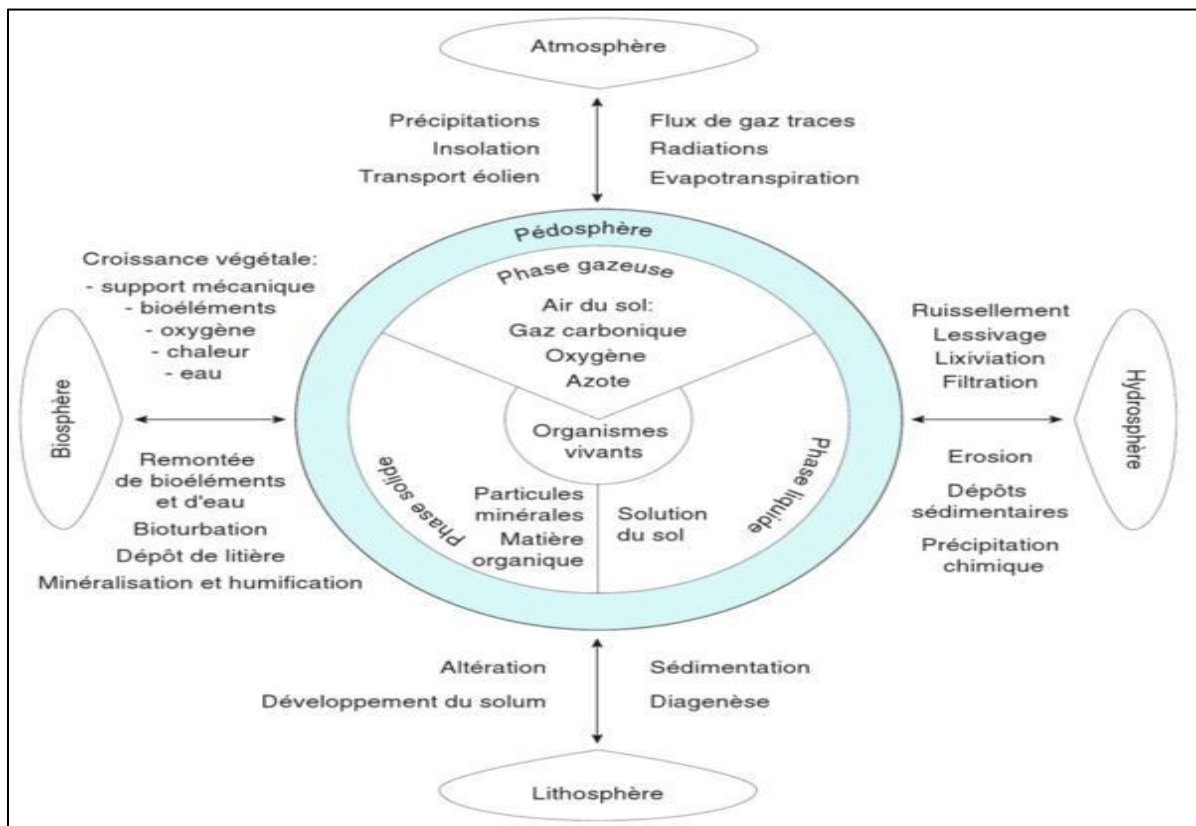 Atmosphère
Précipitations
Insolation
Transport éolien
Flux de gaz traces
Radiations
Evapotranspiration
Pédosphère
Phase gazeuse
Air du sol:
Gaz carbonique
Oxygène
Azote
Croissance végétale:
- support mécanique
- bioéléments
- oxygène
- chaleur
- eau
Biosphère
Remontée
de bioéléments
et d'eau
Bioturbation
Dépôt de litière
Minéralisation et humification
Organismes
vivants
Phase solide
Particules
minérales
Matière
organique
Solution
du sol
Phase liquide
Ruissellement
Lessivage
Lixiviation
Filtration
Hydrosphère
Erosion
Dépôts
sédimentaires
Précipitation
chimique
Altération
Développement du solum
Sédimentation
Diagenèse
Lithosphère